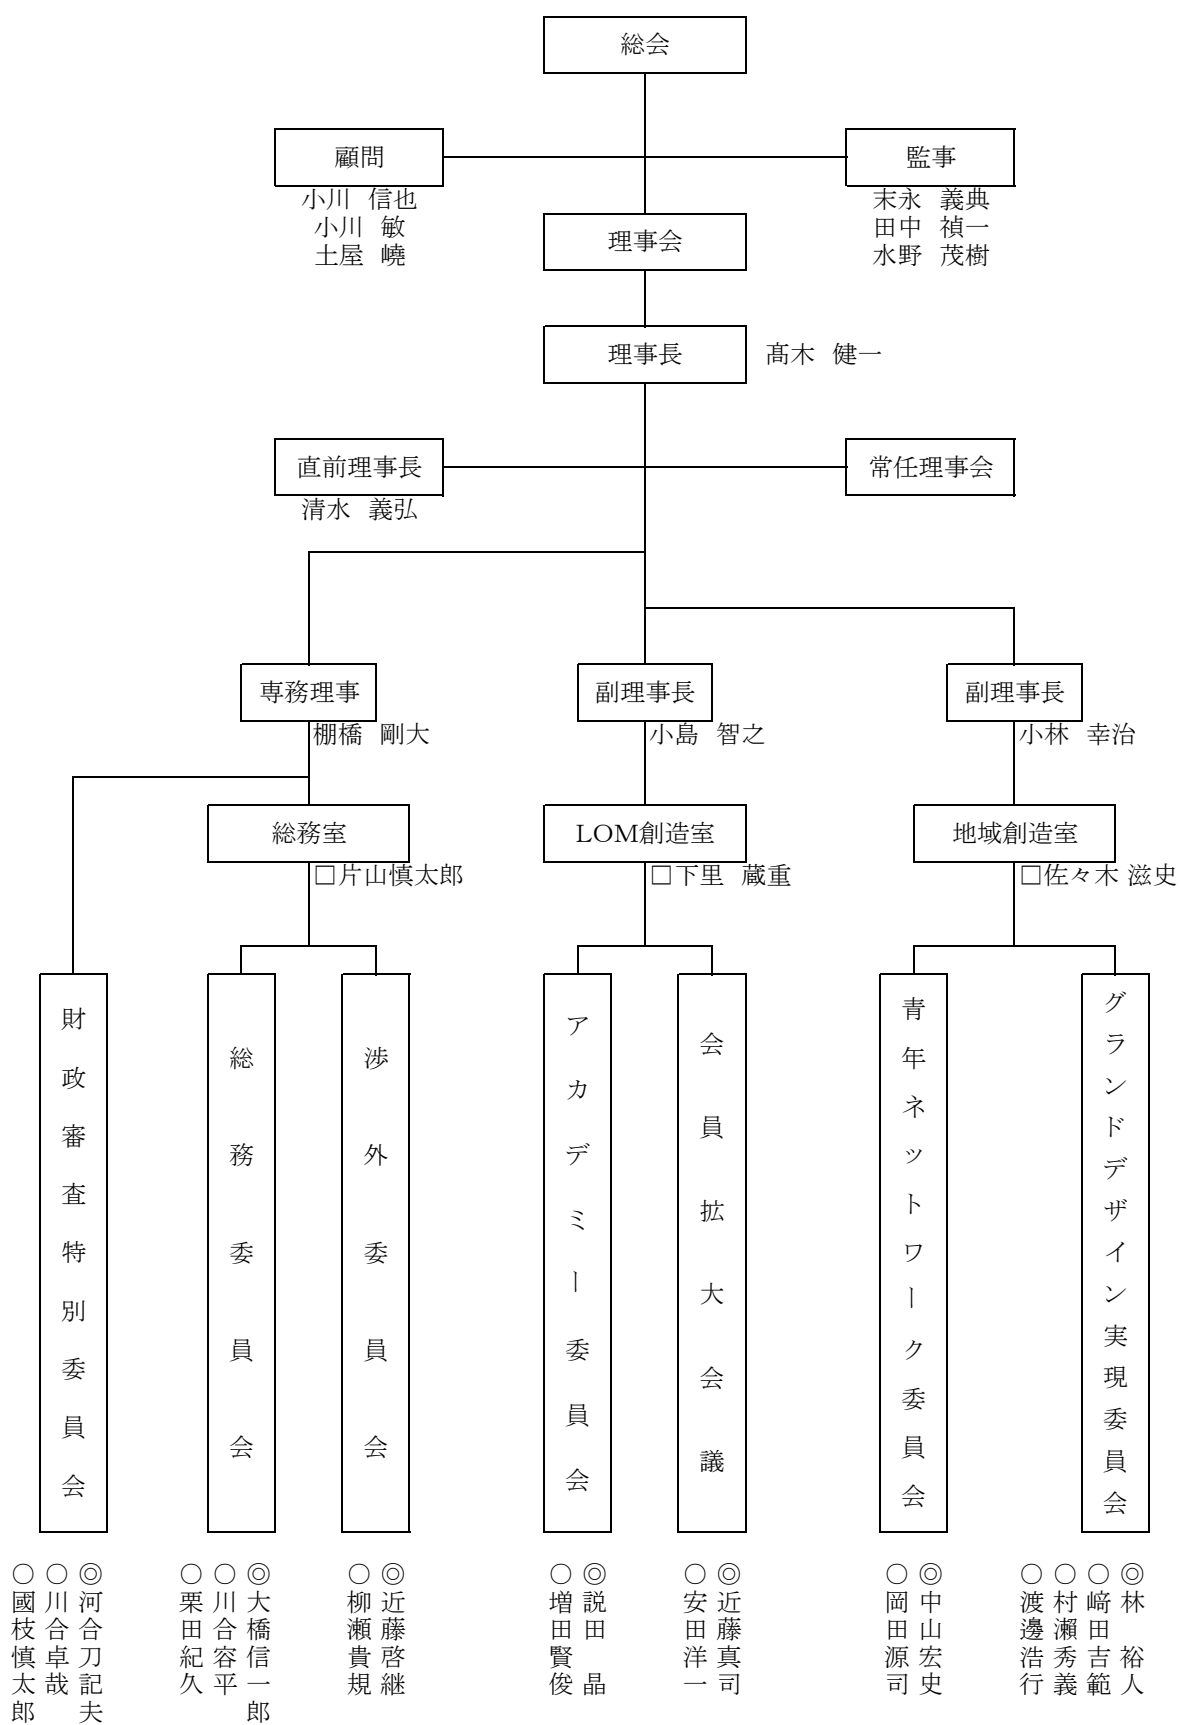 総会
顧問
小川 信也
小川 敏
土屋 嶢
監事
末永 義典
田中 禎一
水野 茂樹
理事会
理事長
髙木 健一
直前理事長
清水 義弘
常任理事会
専務理事
棚橋 剛大
副理事長
小島 智之
副理事長
小林 幸治
総務室
□片山慎太郎
LOM創造室
□下里 蔵重
地域創造室
□佐々木 滋史
財政審査特別委員会
総務委員会
渉外委員会
アカデミー委員会
会員拡大会議
青年ネットワーク委員会
グランドデザイン実現委員会
◎河合刀記夫
○川合卓哉
○國枝慎太郎
◎大橋信一郎
○川合容平
○栗田紀久
◎近藤啓継
○柳瀬貴規
◎説田 晶
○増田賢俊
◎近藤真司
○安田洋一
◎中山宏史
○岡田源司
◎林 裕人
○﨑田吉範
○村瀬秀義
○渡邊浩行